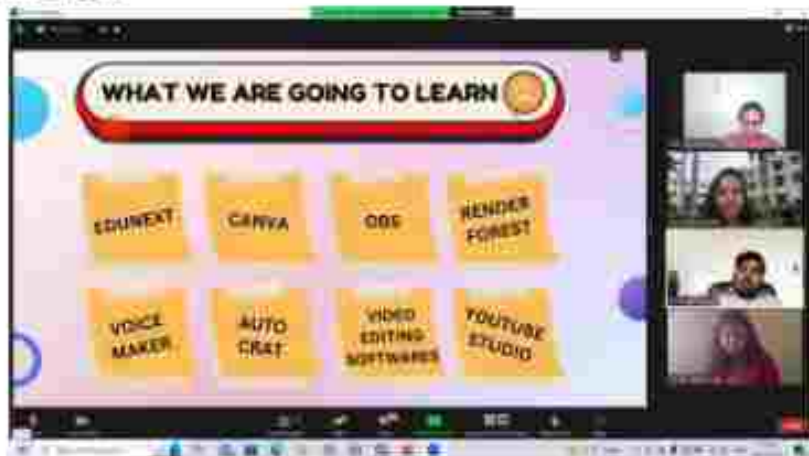 WHAT WE ARE GOING TO LEARN
EDUNEXT
CANVA
OBS
RENDER
FOREST
VOICE
MAKER
AUTO
CRAT
VIDEO
EDITING
SOFTWARES
YOUTUBE
STUDIO